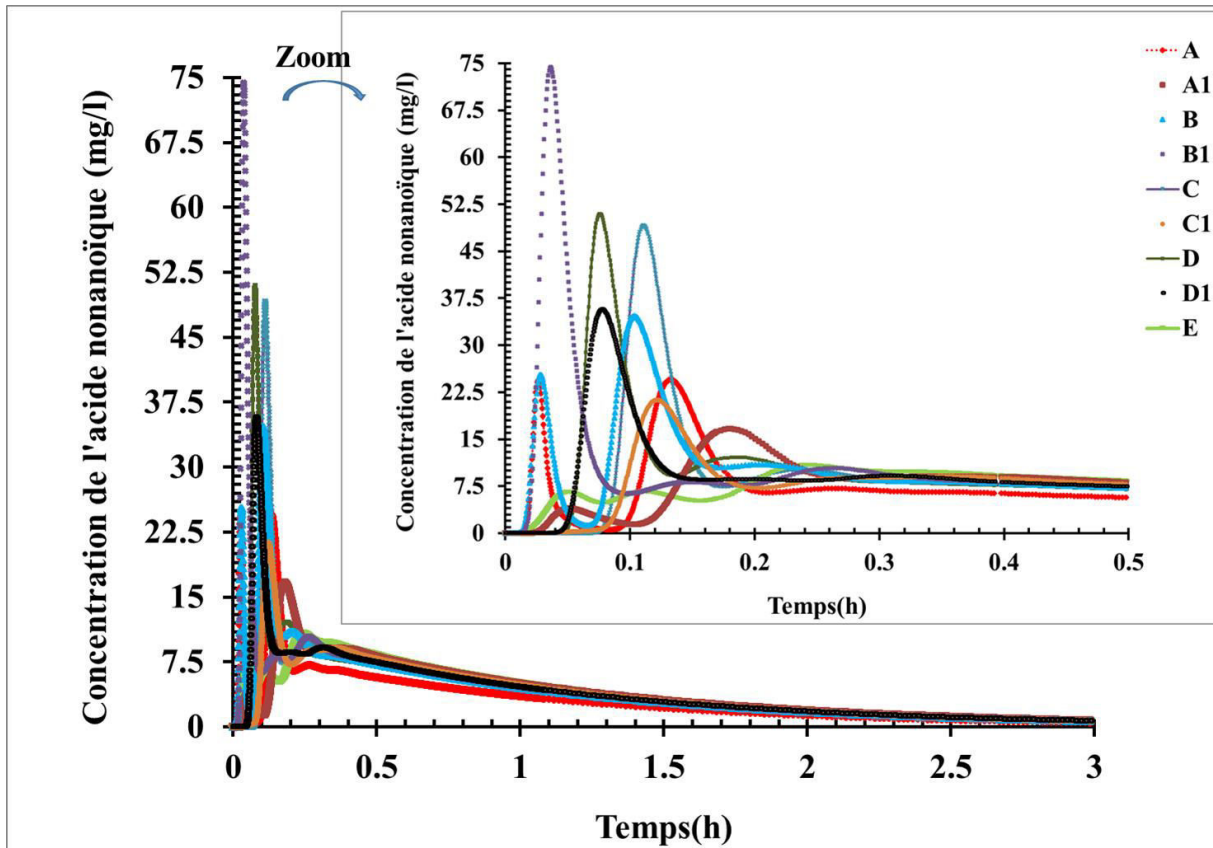 Zoom
Concentration de l'acide nonanoïque (mg/l)
75
67.5
60
52.5
45
37.5
30
22.5
15
7.5
0
0
0.5
1
1.5
2
2.5
3
Temps(h)
Concentration de l'acide nonanoïque (mg/l)
75
67.5
60
52.5
45
37.5
30
22.5
15
7.5
0
0
0.1
0.2
0.3
0.4
0.5
Temps(h)
A
A1
B
B1
C
C1
D
D1
E